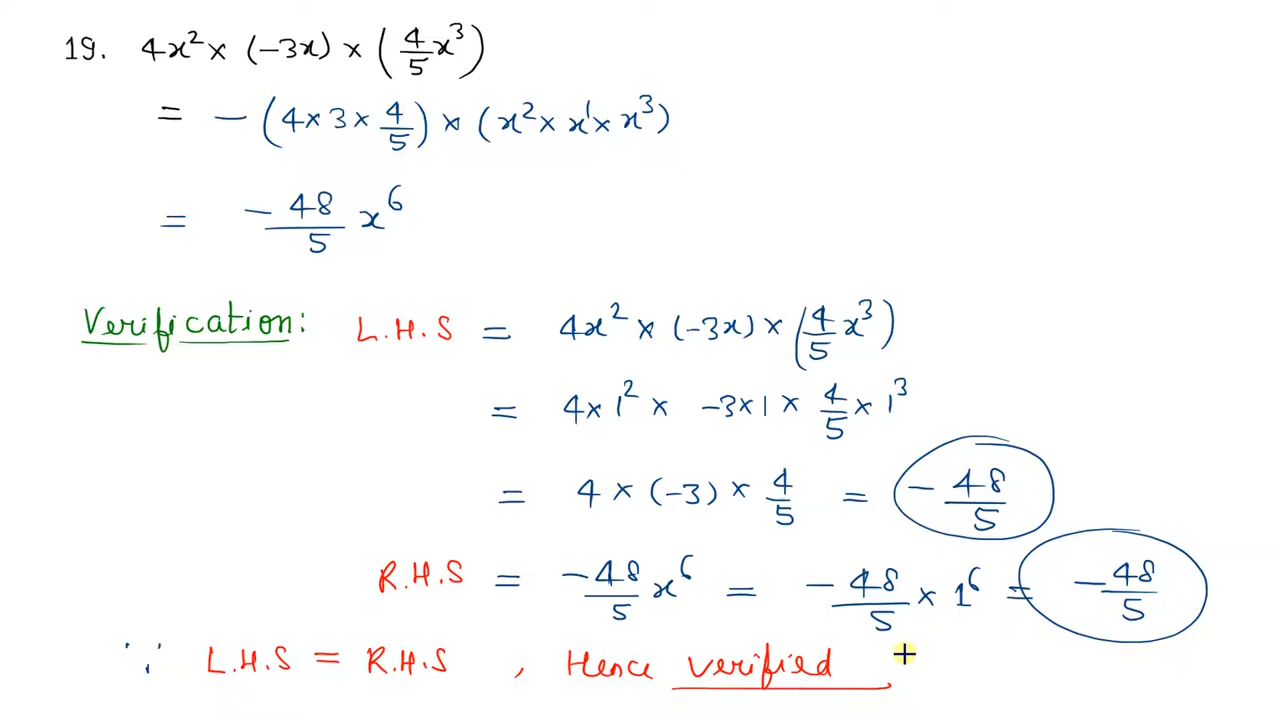 19. 4x² × (-3x) × (4/5 x³)
= - (4 × 3 × 4/5) × (x² × x¹ × x³)
= -48/5 x⁶
Verification: L.H.S = 4x² × (-3x) × (4/5 x³)
= 4 × 1² × -3 × 1 × 4/5 × 1³
= 4 × (-3) × 4/5 = -48/5
R.H.S = -48/5 x⁶ = -48/5 × 1⁶ = -48/5
∵ L.H.S = R.H.S , Hence verified